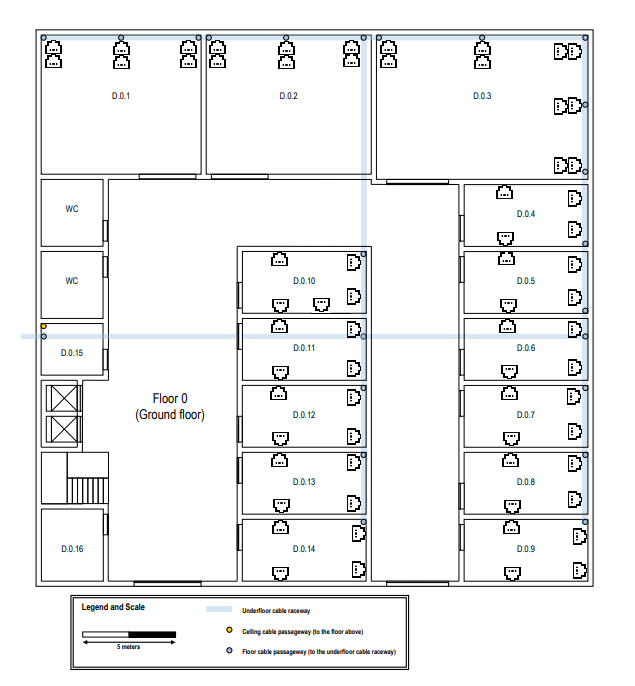 D.0.1
D.0.2
D.0.3
WC
D.0.4
WC
D.0.10
D.0.5
D.0.15
D.0.11
D.0.6
Floor 0
(Ground floor)
D.0.12
D.0.7
D.0.13
D.0.8
D.0.16
D.0.14
D.0.9
Legend and Scale
Underfloor cable raceway
Celling cable passageway (to the floor above)
5 meters
Floor cable passageway (to the underfloor cable raceway)